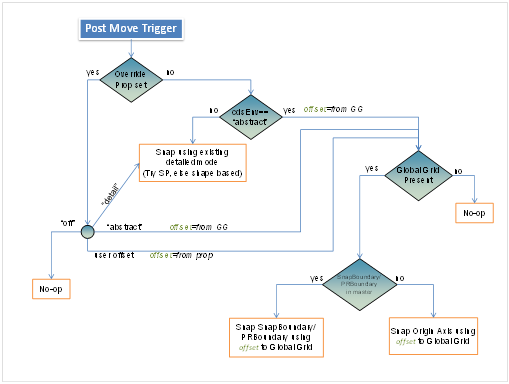 Post Move Trigger
yes
Override
Prop set
no
no
cdsEnv==
"abstract"
yes
offset=from GG
Snap using existing
detailed mode
(Try SP, else shape based)
yes
Global Grid
Present
no
No-op
"detail"
"off"
"abstract"
offset=from GG
user offset
offset=from prop
No-op
yes
SnapBoundary/
PRBoundary
in master
no
Snap SnapBoundary/
PRBoundary using
offset to Global Grid
Snap Origin Axis using
offset to Global Grid